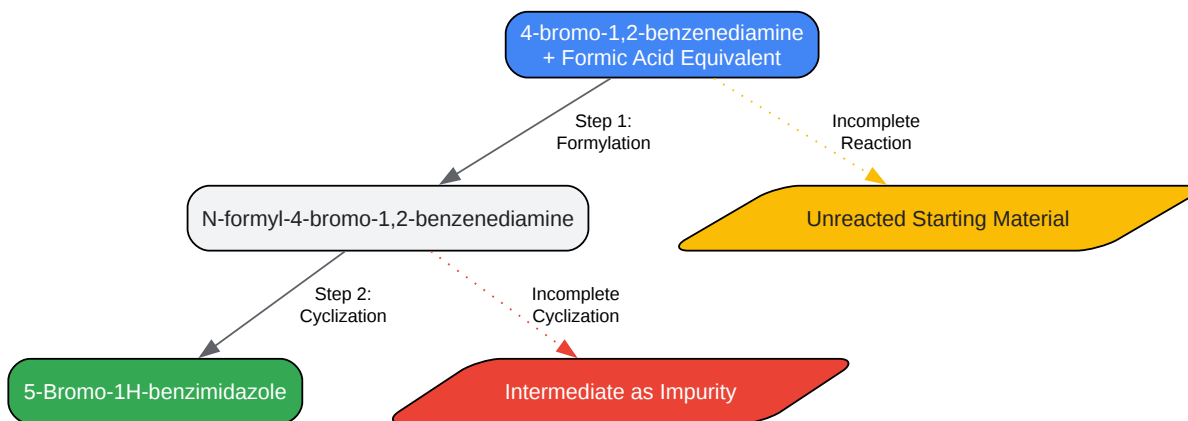 4-bromo-1,2-benzenediamine
+ Formic Acid Equivalent
Step 1:
Formylation
Incomplete
Reaction
N-formyl-4-bromo-1,2-benzenediamine
Unreacted Starting Material
Step 2:
Cyclization
Incomplete
Cyclization
5-Bromo-1H-benzimidazole
Intermediate as Impurity